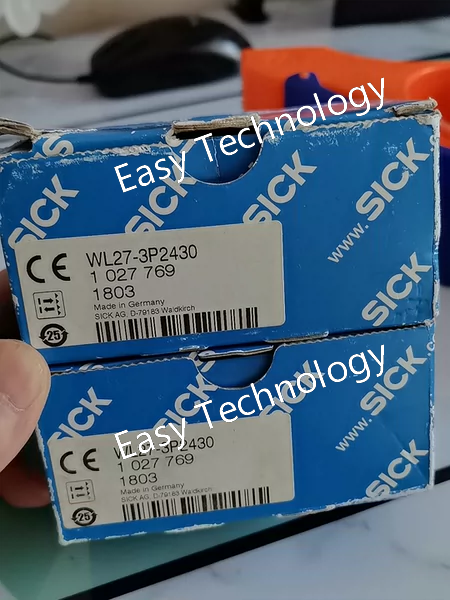 Easy Technology
SICK
SICK
www.SICK
SICK
CE
WL27-3P2430
1 027 769
1803
Made in Germany
SICK AG, D-79183 Waldkirch
25
Easy Technology
SICK
SICK
www.SICK
SICK
CE
WL27-3P2430
1 027 769
1803
Made in Germany
SICK AG, D-79183 Waldkirch
25